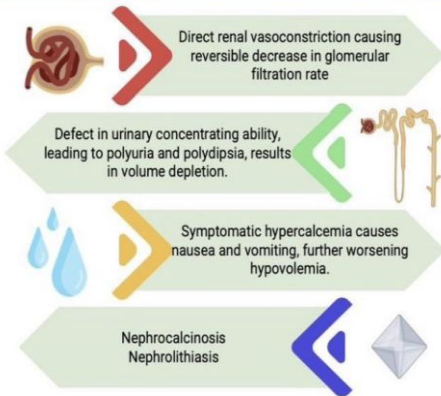 Direct renal vasoconstriction causing
reversible decrease in glomerular
filtration rate
Defect in urinary concentrating ability,
leading to polyuria and polydipsia, results
in volume depletion.
Symptomatic hypercalcemia causes
nausea and vomiting, further worsening
hypovolemia.
Nephrocalcinosis
Nephrolithiasis